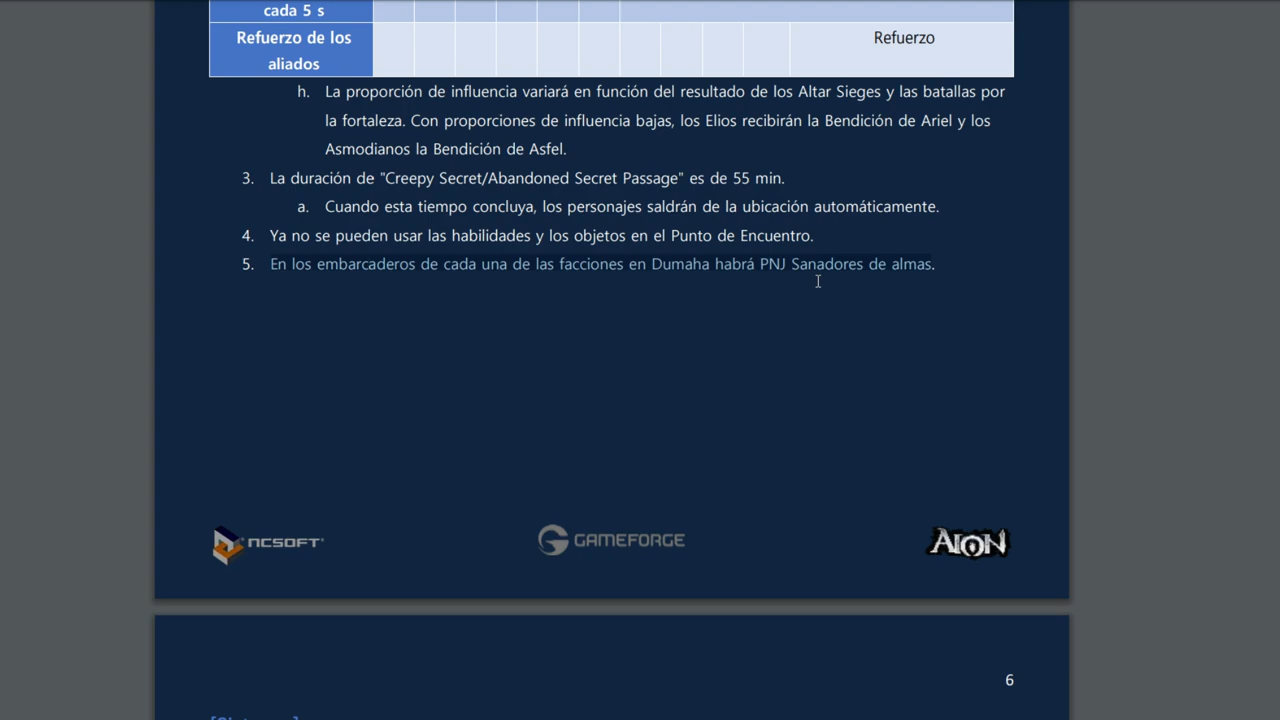 cada 5 s
Refuerzo de los
aliados
Refuerzo
h. La proporción de influencia variará en función del resultado de los Altar Sieges y las batallas por
la fortaleza. Con proporciones de influencia bajas, los Elios recibirán la Bendición de Ariel y los
Asmodianos la Bendición de Asfel.
3. La duración de "Creepy Secret/Abandoned Secret Passage" es de 55 min.
a. Cuando esta tiempo concluya, los personajes saldrán de la ubicación automáticamente.
4. Ya no se pueden usar las habilidades y los objetos en el Punto de Encuentro.
5. En los embarcaderos de cada una de las facciones en Dumaha habrá PNJ Sanadores de almas.
NCSOFT
GAMEFORGE
AION
6